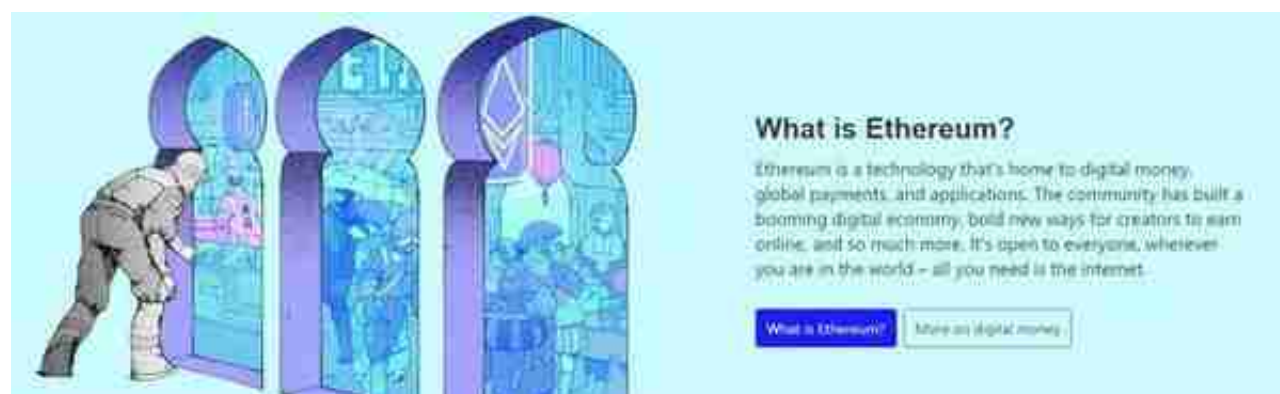 What is Ethereum?
Ethereum is a technology that's home to digital money,
global payments, and applications. The community has built a
booming digital economy, bold new ways for creators to earn
online, and so much more. It's open to everyone, wherever
you are in the world – all you need is the internet.
What is Ethereum?
More on digital money